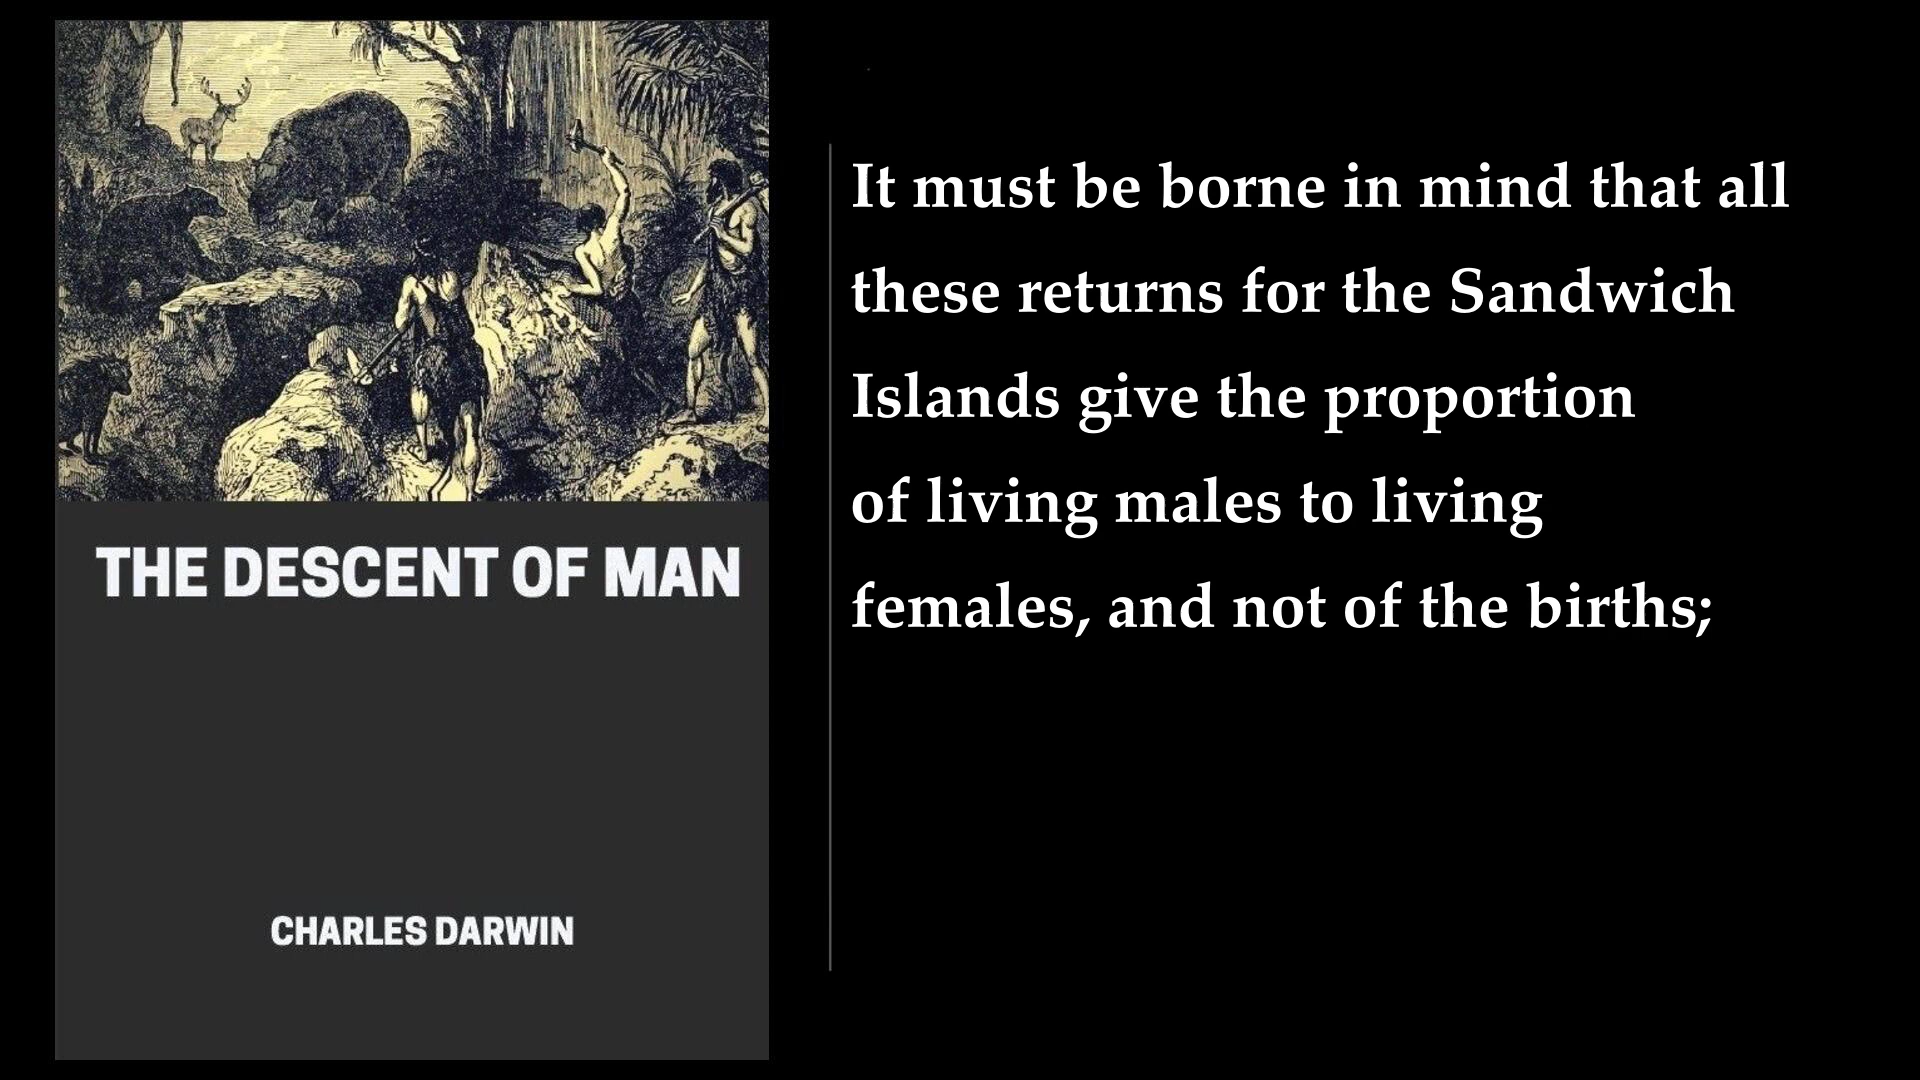 THE DESCENT OF MAN
CHARLES DARWIN
It must be borne in mind that all
these returns for the Sandwich
Islands give the proportion
of living males to living
females, and not of the births;